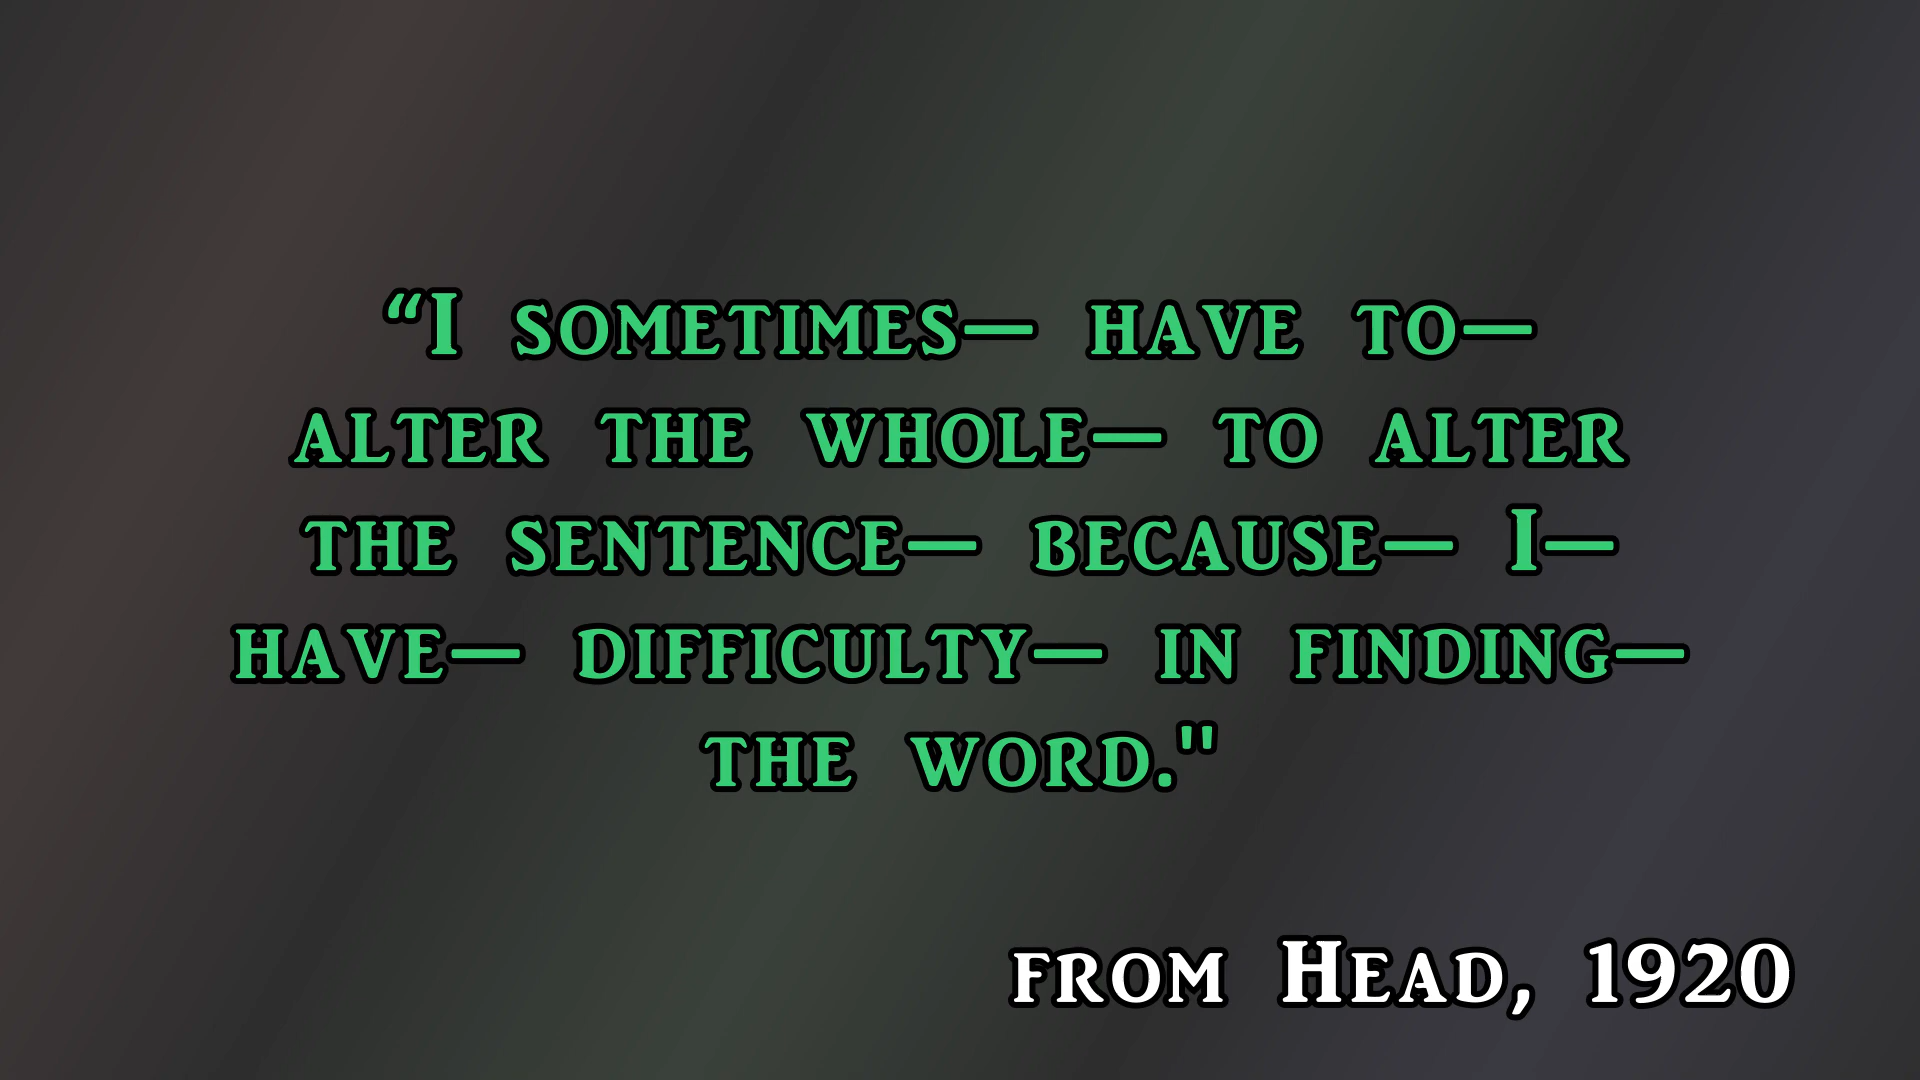 “I sometimes— have to—
alter the whole— to alter
the sentence— because— I—
have— difficulty— in finding—
the word."
from Head, 1920